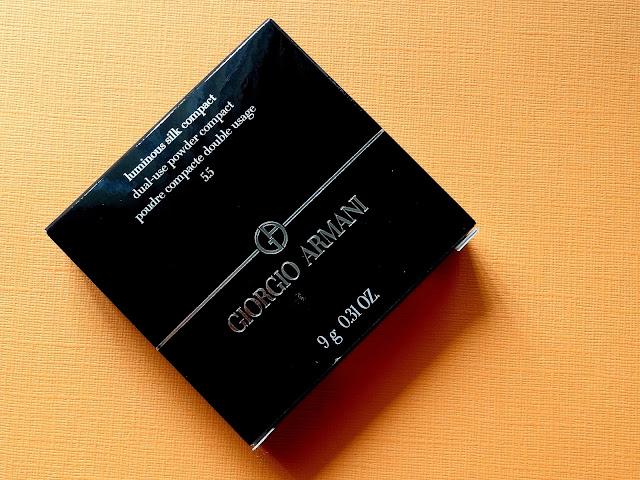 luminous silk compact
dual-use powder compact
poudre compacte double usage
5.5
GIORGIO ARMANI
9 g 0.31 OZ.